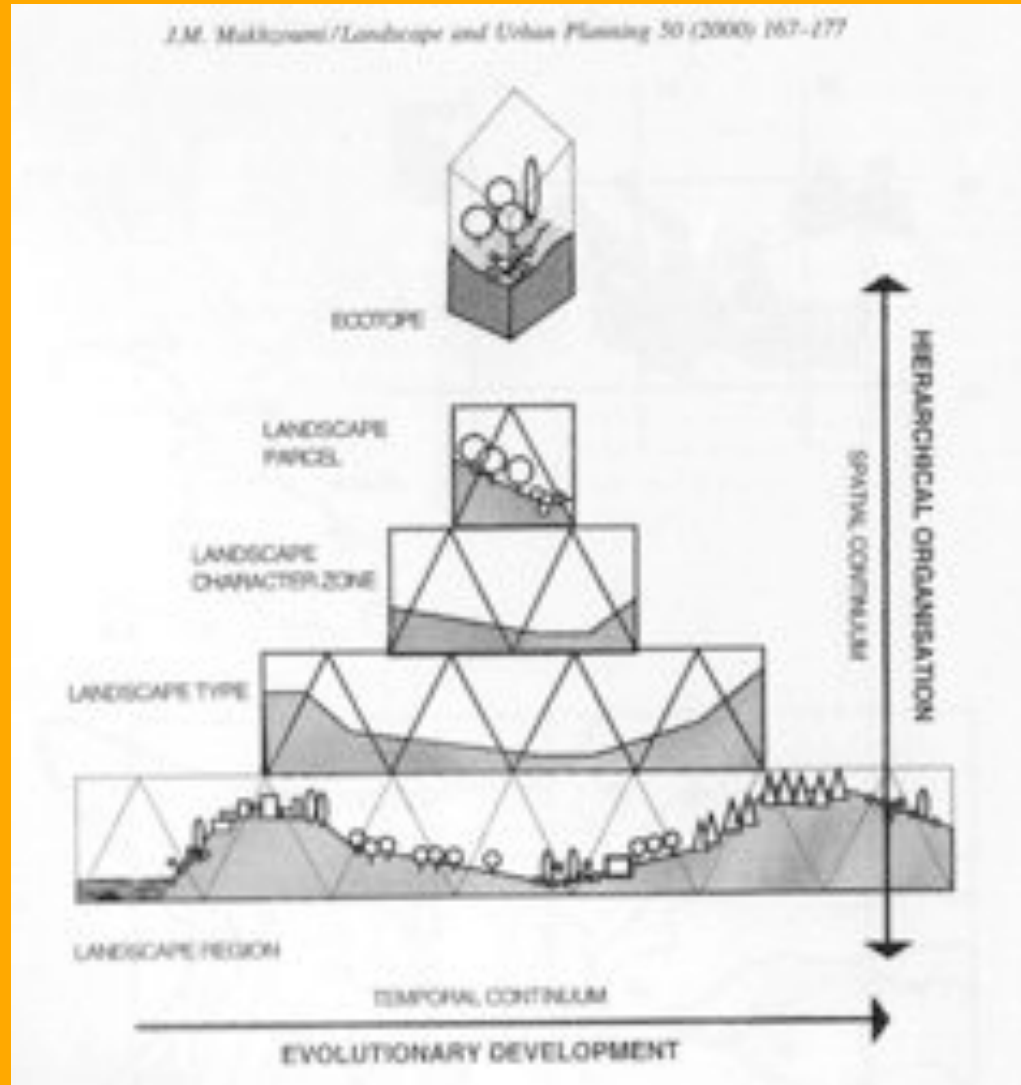 J.M. Makhzoumi / Landscape and Urban Planning 50 (2000) 167–177
ECOTOPE
LANDSCAPE
PARCEL
LANDSCAPE
CHARACTER ZONE
LANDSCAPE TYPE
LANDSCAPE REGION
HIERARCHICAL ORGANISATION
SPATIAL CONTINUUM
TEMPORAL CONTINUUM
EVOLUTIONARY DEVELOPMENT